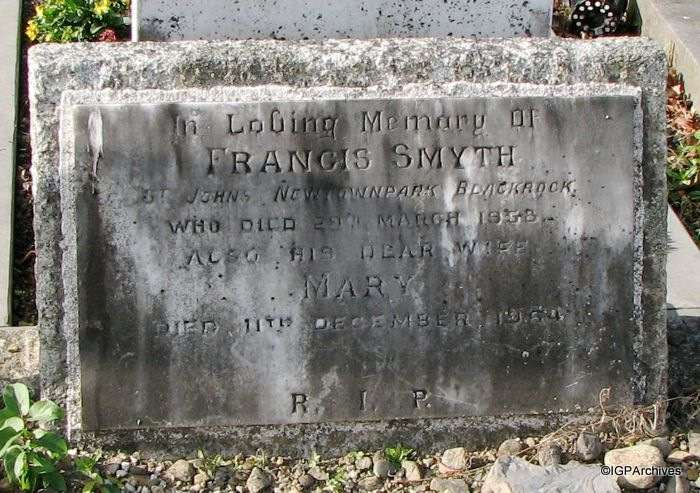 In Loving Memory Of
FRANCIS SMYTH
ST JOHNS NEWTOWNPARK BLACKROCK
WHO DIED 29TH MARCH 1958
ALSO HIS DEAR WIFE
MARY
DIED 11TH DECEMBER 1964
R. I. P.
©IGPArchives